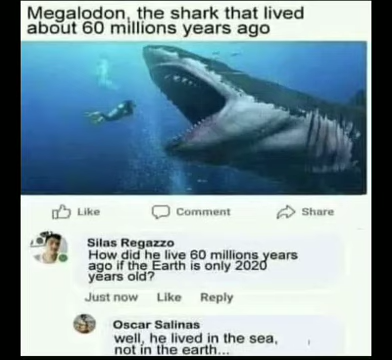 Megalodon, the shark that lived
about 60 millions years ago
Like
Comment
Share
Silas Regazzo
How did he live 60 millions years
ago if the Earth is only 2020
years old?
Just now Like Reply
Oscar Salinas
well, he lived in the sea,
not in the earth...